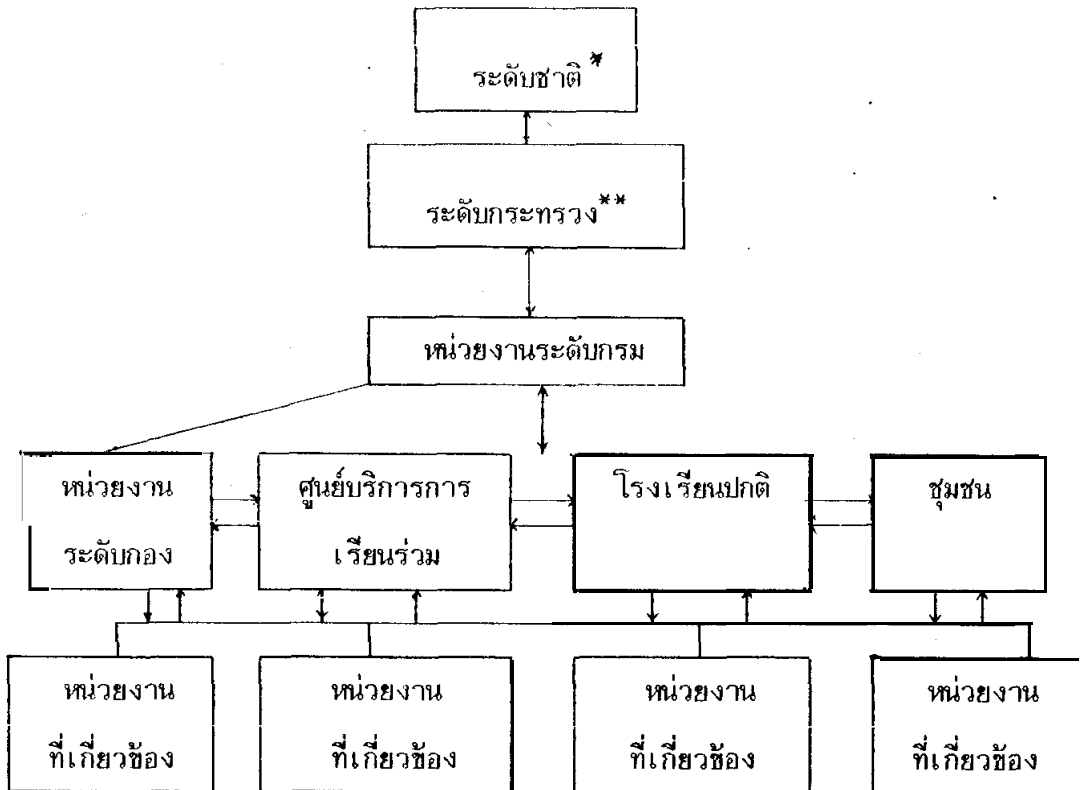 ระดับชาติ*
ระดับกระทรวง**
หน่วยงานระดับกรม
หน่วยงาน
ระดับกอง
ศูนย์บริการการ
เรียนร่วม
โรงเรียนปกติ
ชุมชน
หน่วยงาน
ที่เกี่ยวข้อง
หน่วยงาน
ที่เกี่ยวข้อง
หน่วยงาน
ที่เกี่ยวข้อง
หน่วยงาน
ที่เกี่ยวข้อง